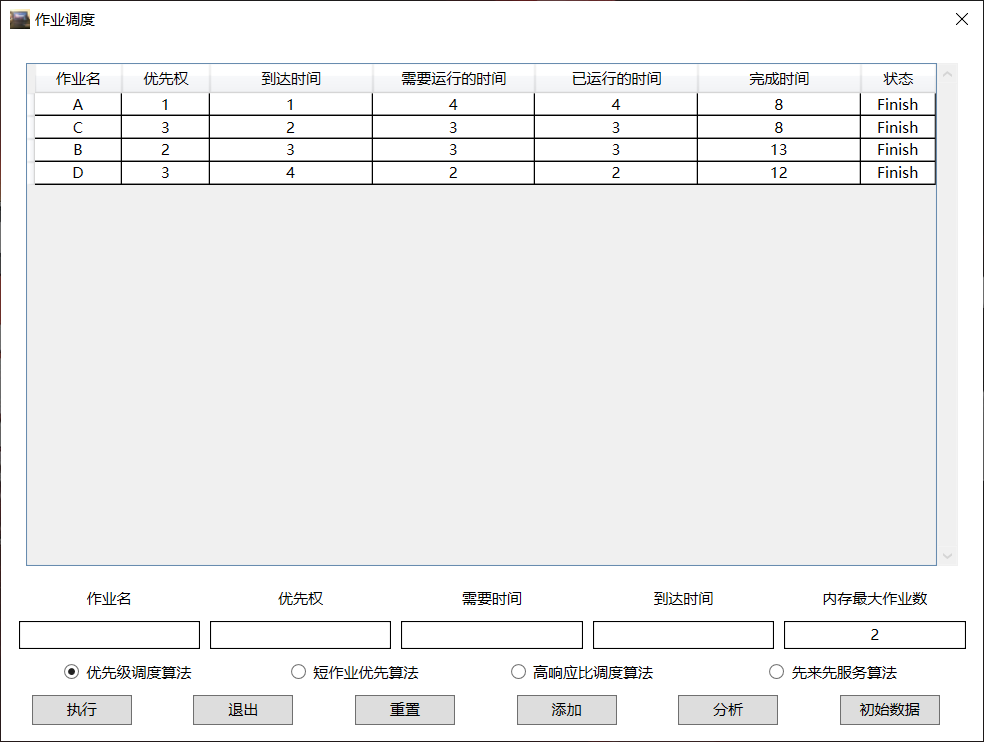 作业调度
作业名 优先权 到达时间 需要运行的时间 已运行的时间 完成时间 状态
A 1 1 4 4 8 Finish
C 3 2 3 3 8 Finish
B 2 3 3 3 13 Finish
D 3 4 2 2 12 Finish
作业名 优先权 需要时间 到达时间 内存最大作业数
2
优先级调度算法 短作业优先算法 高响应比调度算法 先来先服务算法
执行 退出 重置 添加 分析 初始数据